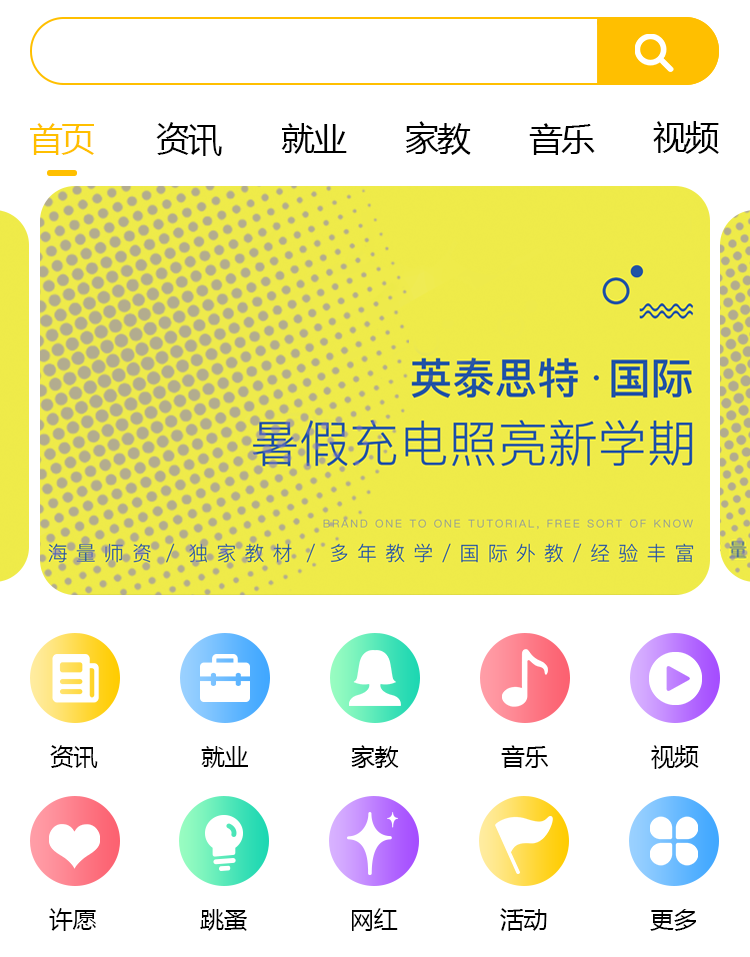 首页 资讯 就业 家教 音乐 视频
英泰思特·国际
暑假充电照亮新学期
BRAND ONE TO ONE TUTORIAL, FREE SORT OF KNOW
海量师资/独家教材/多年教学/国际外教/经验丰富
量
资讯 就业 家教 音乐 视频
许愿 跳蚤 网红 活动 更多